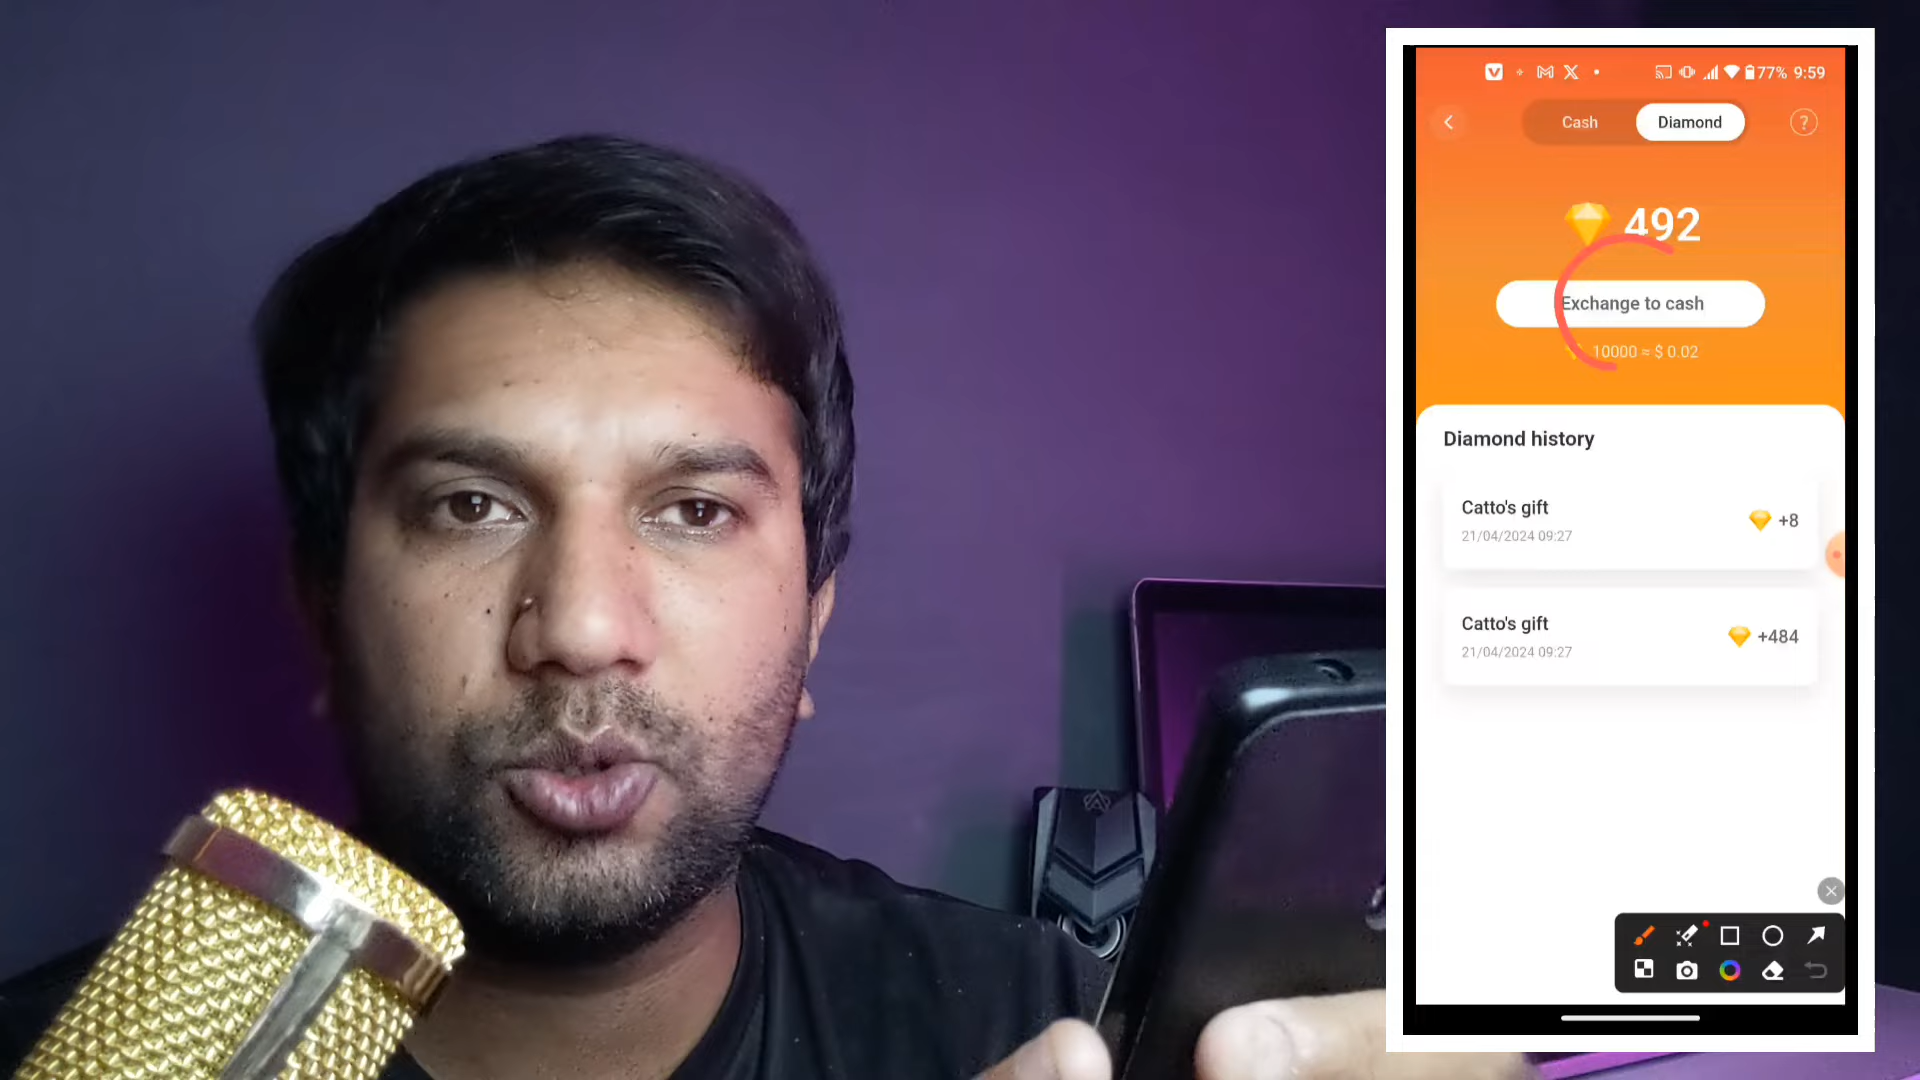 77% 9:59
Cash
Diamond
?
492
Exchange to cash
10000 ≈ $ 0.02
Diamond history
Catto's gift
21/04/2024 09:27
+8
Catto's gift
21/04/2024 09:27
+484